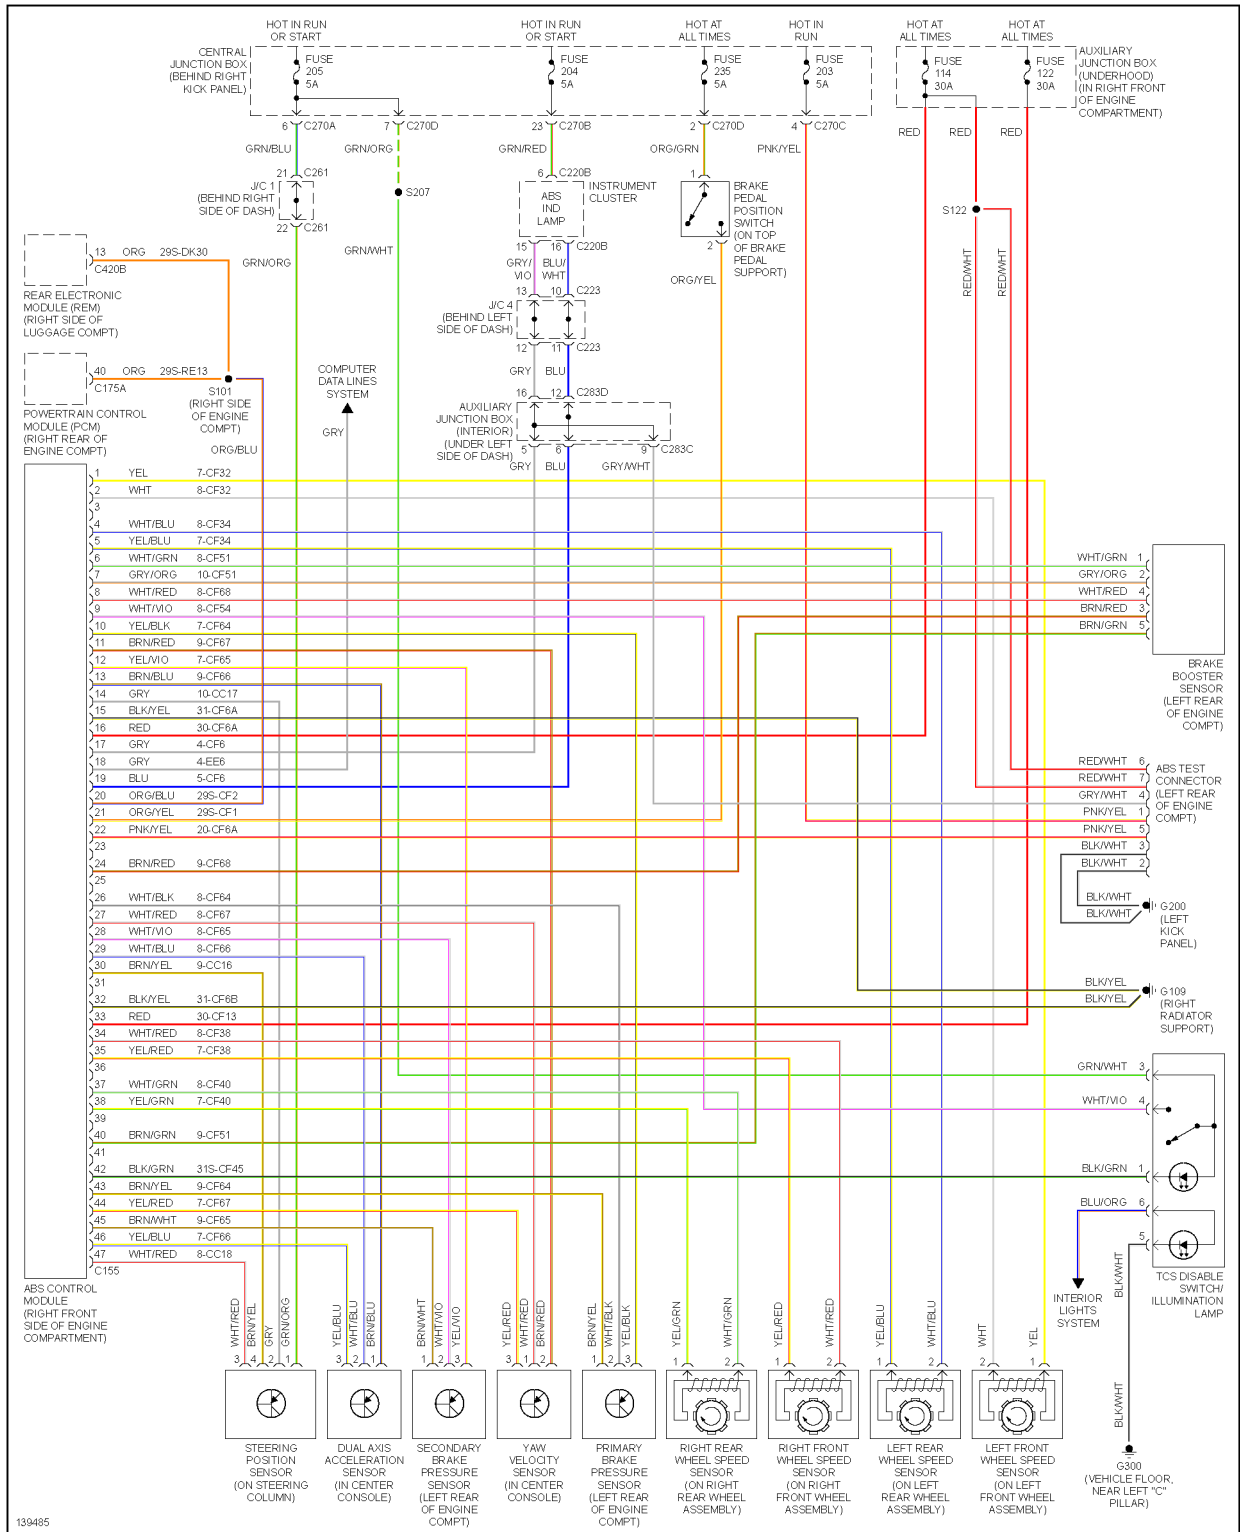 HOT IN RUN
OR START
HOT IN RUN
OR START
HOT AT
ALL TIMES
HOT IN
RUN
HOT AT
ALL TIMES
HOT AT
ALL TIMES
CENTRAL
JUNCTION BOX
(BEHIND RIGHT
KICK PANEL)
FUSE
205
5A
FUSE
204
5A
FUSE
235
5A
FUSE
203
5A
FUSE
114
30A
FUSE
122
30A
AUXILIARY
JUNCTION BOX
(UNDERHOOD)
(IN RIGHT FRONT
OF ENGINE
COMPARTMENT)
6 C270A
7 C270D
23 C270B
2 C270D
4 C270C
RED
RED
RED
GRN/BLU
GRN/ORG
GRN/RED
ORG/GRN
PNK/YEL
21 C261
J/C 1
(BEHIND RIGHT
SIDE OF DASH)
22 C261
S207
6 C220B
ABS
IND
LAMP
INSTRUMENT
CLUSTER
15 16 C220B
1
BRAKE
PEDAL
POSITION
SWITCH
(ON TOP
OF BRAKE
PEDAL
SUPPORT)
2
S122
GRN/ORG
GRN/WHT
GRY/
VIO
BLU/
WHT
ORG/YEL
RED/WHT
RED/WHT
13 ORG 29S-DK30
C420B
REAR ELECTRONIC
MODULE (REM)
(RIGHT SIDE OF
LUGGAGE COMPT)
13 10 C223
J/C 4
(BEHIND LEFT
SIDE OF DASH)
12 11 C223
GRY BLU
40 ORG 29S-RE13
C175A
POWERTRAIN CONTROL
MODULE (PCM)
(RIGHT REAR OF
ENGINE COMPT)
S101
(RIGHT SIDE
OF ENGINE
COMPT)
ORG/BLU
COMPUTER
DATA LINES
SYSTEM
GRY
16 12 C283D
AUXILIARY
JUNCTION BOX
(INTERIOR)
(UNDER LEFT
SIDE OF DASH)
5 6 9 C283C
GRY BLU GRY/WHT
1 YEL 7-CF32
2 WHT 8-CF32
3
4 WHT/BLU 8-CF34
5 YEL/BLU 7-CF34
6 WHT/GRN 8-CF51
7 GRY/ORG 10-CF51
8 WHT/RED 8-CF68
9 WHT/VIO 8-CF54
10 YEL/BLK 7-CF64
11 BRN/RED 9-CF67
12 YEL/VIO 7-CF65
13 BRN/BLU 9-CF66
14 GRY 10-CC17
15 BLK/YEL 31-CF6A
16 RED 30-CF6A
17 GRY 4-CF6
18 GRY 4-EE6
19 BLU 5-CF6
20 ORG/BLU 29S-CF2
21 ORG/YEL 29S-CF1
22 PNK/YEL 20-CF6A
23
24 BRN/RED 9-CF68
25
26 WHT/BLK 8-CF64
27 WHT/RED 8-CF67
28 WHT/VIO 8-CF65
29 WHT/BLU 8-CF66
30 BRN/YEL 9-CC16
31
32 BLK/YEL 31-CF6B
33 RED 30-CF13
34 WHT/RED 8-CF38
35 YEL/RED 7-CF38
36
37 WHT/GRN 8-CF40
38 YEL/GRN 7-CF40
39
40 BRN/GRN 9-CF51
41
42 BLK/GRN 31S-CF45
43 BRN/YEL 9-CF64
44 YEL/RED 7-CF67
45 BRN/WHT 9-CF65
46 YEL/BLU 7-CF66
47 WHT/RED 8-CC18
C155
ABS CONTROL
MODULE
(RIGHT FRONT
SIDE OF ENGINE
COMPARTMENT)
WHT/GRN 1
GRY/ORG 2
WHT/RED 4
BRN/RED 3
BRN/GRN 5
BRAKE
BOOSTER
SENSOR
(LEFT REAR
OF ENGINE
COMPT)
RED/WHT 6
RED/WHT 7
GRY/WHT 4
PNK/YEL 1
PNK/YEL 5
BLK/WHT 3
BLK/WHT 2
ABS TEST
CONNECTOR
(LEFT REAR
OF ENGINE
COMPT)
BLK/WHT
BLK/WHT
G200
(LEFT
KICK
PANEL)
BLK/YEL
BLK/YEL
G109
(RIGHT
RADIATOR
SUPPORT)
GRN/WHT 3
WHT/VIO 4
BLK/GRN 1
BLU/ORG 6
5
BLK/WHT
INTERIOR
LIGHTS
SYSTEM
TCS DISABLE
SWITCH/
ILLUMINATION
LAMP
BLK/WHT
G300
(VEHICLE FLOOR,
NEAR LEFT "C"
PILLAR)
WHT/RED BRN/YEL GRY GRN/ORG
3 4 2 1
STEERING
POSITION
SENSOR
(ON STEERING
COLUMN)
YEL/BLU WHT/BLU BRN/BLU
3 2 1
DUAL AXIS
ACCELERATION
SENSOR
(IN CENTER
CONSOLE)
BRN/WHT WHT/VIO YEL/VIO
1 2 3
SECONDARY
BRAKE
PRESSURE
SENSOR
(LEFT REAR
OF ENGINE
COMPT)
YEL/RED WHT/RED BRN/RED
3 1 2
YAW
VELOCITY
SENSOR
(IN CENTER
CONSOLE)
BRN/YEL WHT/BLK YEL/BLK
1 2 3
PRIMARY
BRAKE
PRESSURE
SENSOR
(LEFT REAR
OF ENGINE
COMPT)
YEL/GRN WHT/GRN
1 2
RIGHT REAR
WHEEL SPEED
SENSOR
(ON RIGHT
REAR WHEEL
ASSEMBLY)
YEL/RED WHT/RED
1 2
RIGHT FRONT
WHEEL SPEED
SENSOR
(ON RIGHT
FRONT WHEEL
ASSEMBLY)
YEL/BLU WHT/BLU
1 2
LEFT REAR
WHEEL SPEED
SENSOR
(ON LEFT
REAR WHEEL
ASSEMBLY)
WHT YEL
2 1
LEFT FRONT
WHEEL SPEED
SENSOR
(ON LEFT
FRONT WHEEL
ASSEMBLY)
139485